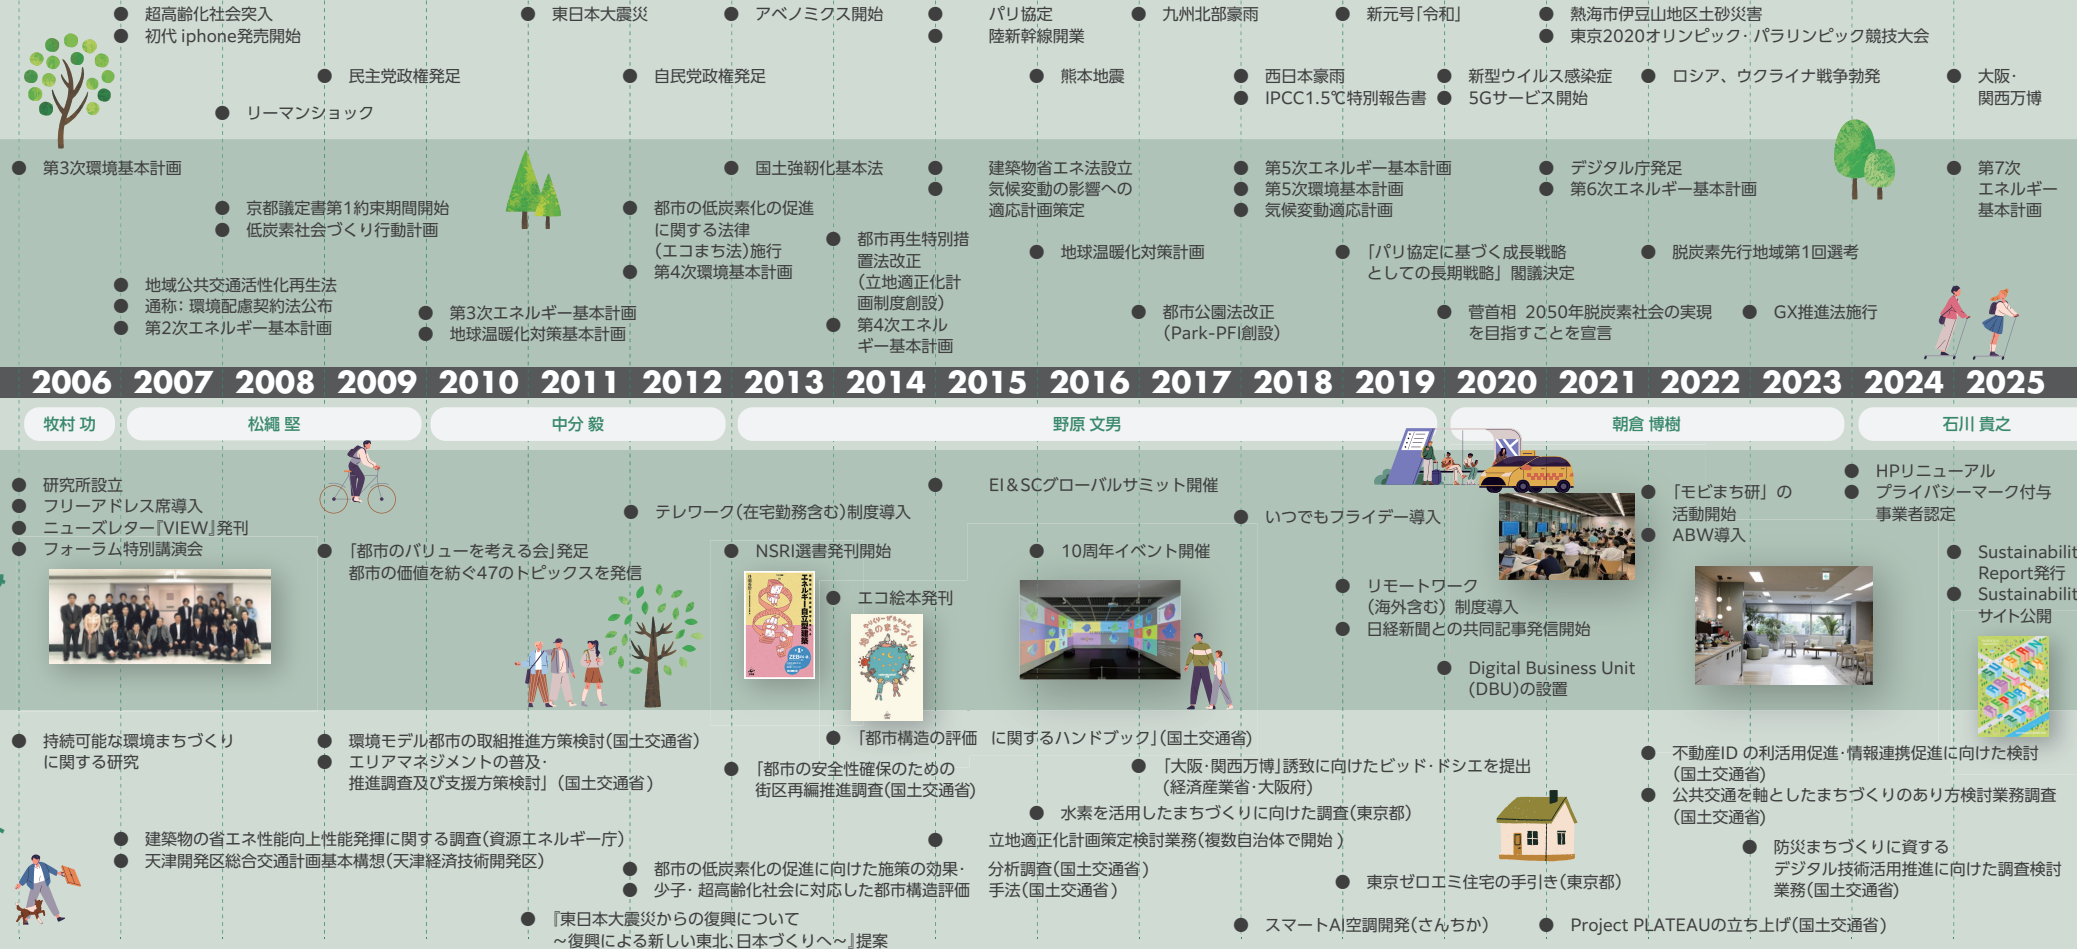 超高齢化社会突入
初代 iphone発売開始
東日本大震災
アベノミクス開始
パリ協定
陸新幹線開業
九州北部豪雨
新元号「令和」
熱海市伊豆山地区土砂災害
東京2020オリンピック・パラリンピック競技大会
民主党政権発足
自民党政権発足
熊本地震
西日本豪雨
IPCC1.5℃特別報告書
新型ウイルス感染症
5Gサービス開始
ロシア、ウクライナ戦争勃発
大阪・
関西万博
リーマンショック
第3次環境基本計画
国土強靭化基本法
建築物省エネ法設立
気候変動の影響への
適応計画策定
第5次エネルギー基本計画
第5次環境基本計画
気候変動適応計画
デジタル庁発足
第6次エネルギー基本計画
第7次
エネルギー
基本計画
京都議定書第1約束期間開始
低炭素社会づくり行動計画
都市の低炭素化の促進
に関する法律
(エコまち法)施行
第4次環境基本計画
都市再生特別措
置法改正
(立地適正化計
画制度創設)
第4次エネル
ギー基本計画
地球温暖化対策計画
「パリ協定に基づく成長戦略
としての長期戦略」閣議決定
脱炭素先行地域第1回選考
地域公共交通活性化再生法
通称：環境配慮契約法公布
第2次エネルギー基本計画
第3次エネルギー基本計画
地球温暖化対策基本計画
都市公園法改正
(Park-PFI創設)
菅首相 2050年脱炭素社会の実現
を目指すことを宣言
GX推進法施行
2006 2007 2008 2009 2010 2011 2012 2013 2014 2015 2016 2017 2018 2019 2020 2021 2022 2023 2024 2025
牧村 功
松縄 堅
中分 毅
野原 文男
朝倉 博樹
石川 貴之
研究所設立
フリーアドレス席導入
ニューズレター『VIEW』発刊
フォーラム特別講演会
「都市のバリューを考える会」発足
都市の価値を紡ぐ47のトピックスを発信
テレワーク(在宅勤務含む)制度導入
NSRI選書発刊開始
エネルギー自立型建築
エコ絵本発刊
EI＆SCグローバルサミット開催
10周年イベント開催
いつでもフライデー導入
リモートワーク
(海外含む) 制度導入
日経新聞との共同記事発信開始
Digital Business Unit
(DBU)の設置
「モビまち研」の
活動開始
ABW導入
HPリニューアル
プライバシーマーク付与
事業者認定
Sustainabilit
Report発行
Sustainabilit
サイト公開
持続可能な環境まちづくり
に関する研究
環境モデル都市の取組推進方策検討(国土交通省)
エリアマネジメントの普及・
推進調査及び支援方策検討」(国土交通省)
「都市構造の評価 に関するハンドブック」(国土交通省)
「都市の安全性確保のための
街区再編推進調査(国土交通省)
「大阪・関西万博」誘致に向けたビッド・ドシエを提出
(経済産業省・大阪府)
水素を活用したまちづくりに向けた調査(東京都)
不動産ID の利活用促進・情報連携促進に向けた検討
(国土交通省)
公共交通を軸としたまちづくりのあり方検討業務調査
(国土交通省)
建築物の省エネ性能向上性能発揮に関する調査(資源エネルギー庁)
天津開発区総合交通計画基本構想(天津経済技術開発区)
立地適正化計画策定検討業務(複数自治体で開始 )
都市の低炭素化の促進に向けた施策の効果・ 分析調査(国土交通省)
少子・超高齢化社会に対応した都市構造評価 手法(国土交通省)
防災まちづくりに資する
デジタル技術活用推進に向けた調査検討
業務(国土交通省)
東京ゼロエミ住宅の手引き(東京都)
『東日本大震災からの復興について
～復興による新しい東北、日本づくりへ～』提案
スマートAI空調開発(さんちか)
Project PLATEAUの立ち上げ(国土交通省)